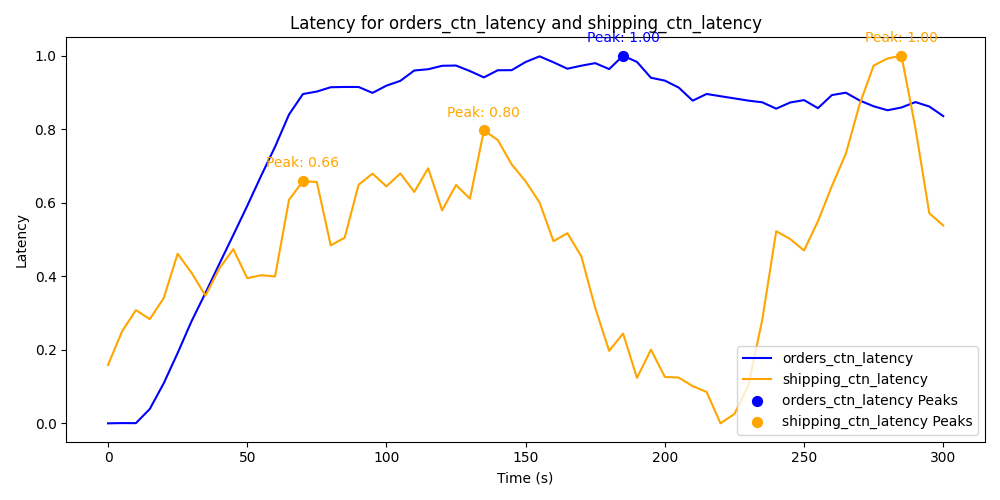 Latency for orders_ctn_latency and shipping_ctn_latency
Peak: 1.00
Peak: 1.00
Peak: 0.80
Peak: 0.66
1.0
0.8
0.6
0.4
0.2
0.0
Latency
0 50 100 150 200 250 300
Time (s)
orders_ctn_latency
shipping_ctn_latency
orders_ctn_latency Peaks
shipping_ctn_latency Peaks